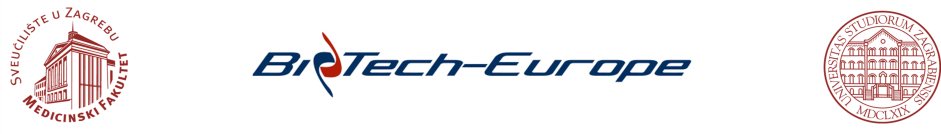 SVEUČILIŠTE U ZAGREBU
MEDICINSKI FAKULTET
BioTech-Europe
UNIVERSITAS STUDIORUM ZAGRABIENSIS
MDCLXIX